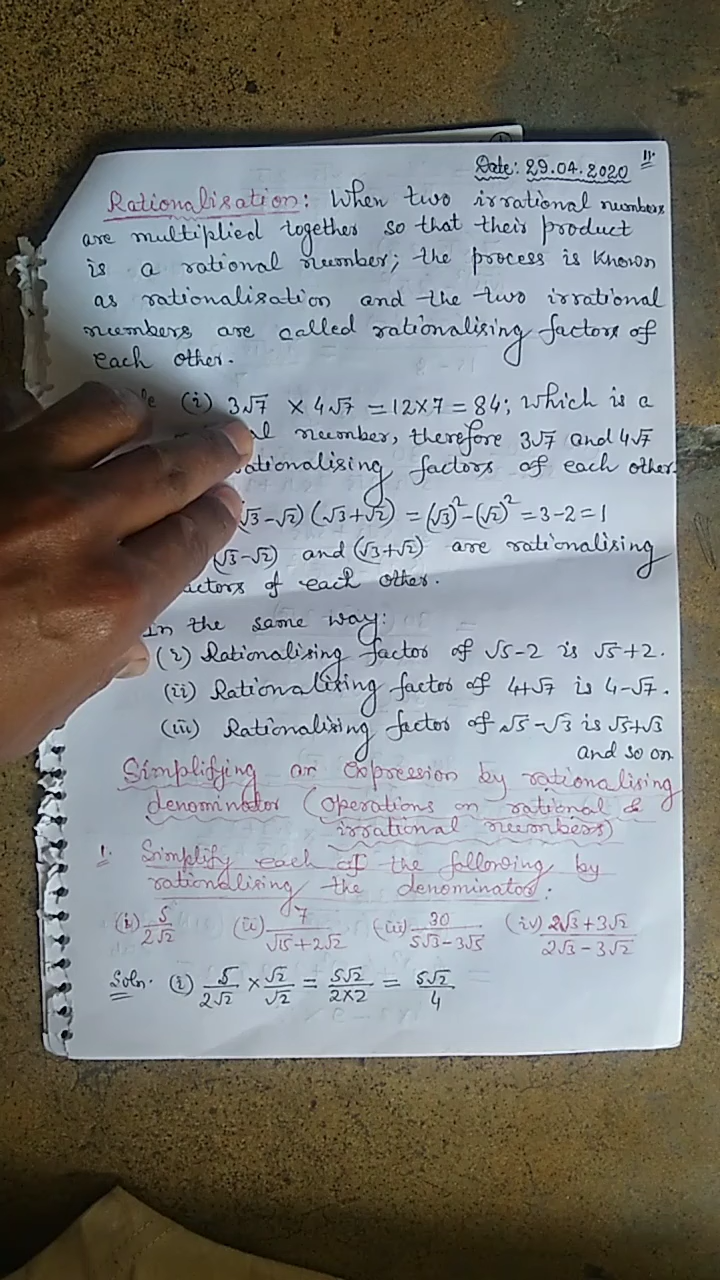 Date: 29.04.2020 11.
Rationalisation: When two irrational numbers
are multiplied together so that their product
is a rational number; the process is known
as rationalisation and the two irrational
numbers are called rationalising factors of
each other.
(i) 3√7 × 4√7 = 12×7 = 84; which is a
number, therefore 3√7 and 4√7
ationalising factors of each other.
√3-√2) (√3+√2) = (√3)²-(√2)² = 3-2=1
(√3-√2) and (√3+√2) are rationalising
actors of each other.
In the same way:
(i) Rationalising factor of √5-2 is √5+2.
(ii) Rationalising factor of 4+√7 is 4-√7.
(iii) Rationalising factor of √5-√3 is √5+√3
and so on
Simplifying an expression by rationalising
denominator (operations on rational &
irrational numbers)
1. Simplify each of the following by
rationalising the denominator:
(i) 5/2√2 (ii) 7/√15+2√2 (iii) 30/5√3-3√5 (iv) 2√3+3√2/2√3-3√2
Soln. (i) 5/2√2 × √2/√2 = 5√2/2×2 = 5√2/4